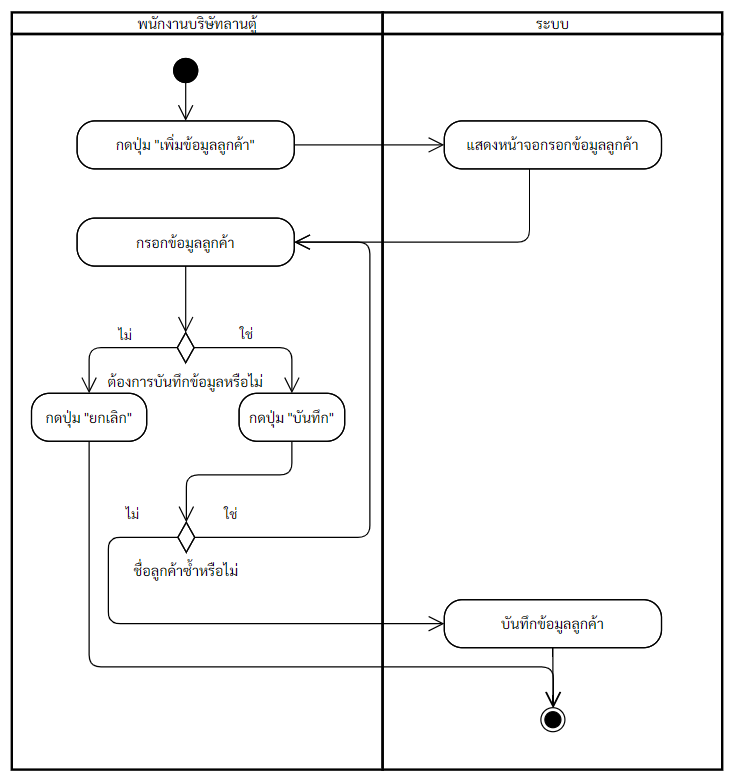 พนักงานบริษัทลานตู้
ระบบ
กดปุ่ม "เพิ่มข้อมูลลูกค้า"
แสดงหน้าจอกรอกข้อมูลลูกค้า
กรอกข้อมูลลูกค้า
ไม่
ใช่
ต้องการบันทึกข้อมูลหรือไม่
กดปุ่ม "ยกเลิก"
กดปุ่ม "บันทึก"
ไม่
ใช่
ชื่อลูกค้าซ้ำหรือไม่
บันทึกข้อมูลลูกค้า